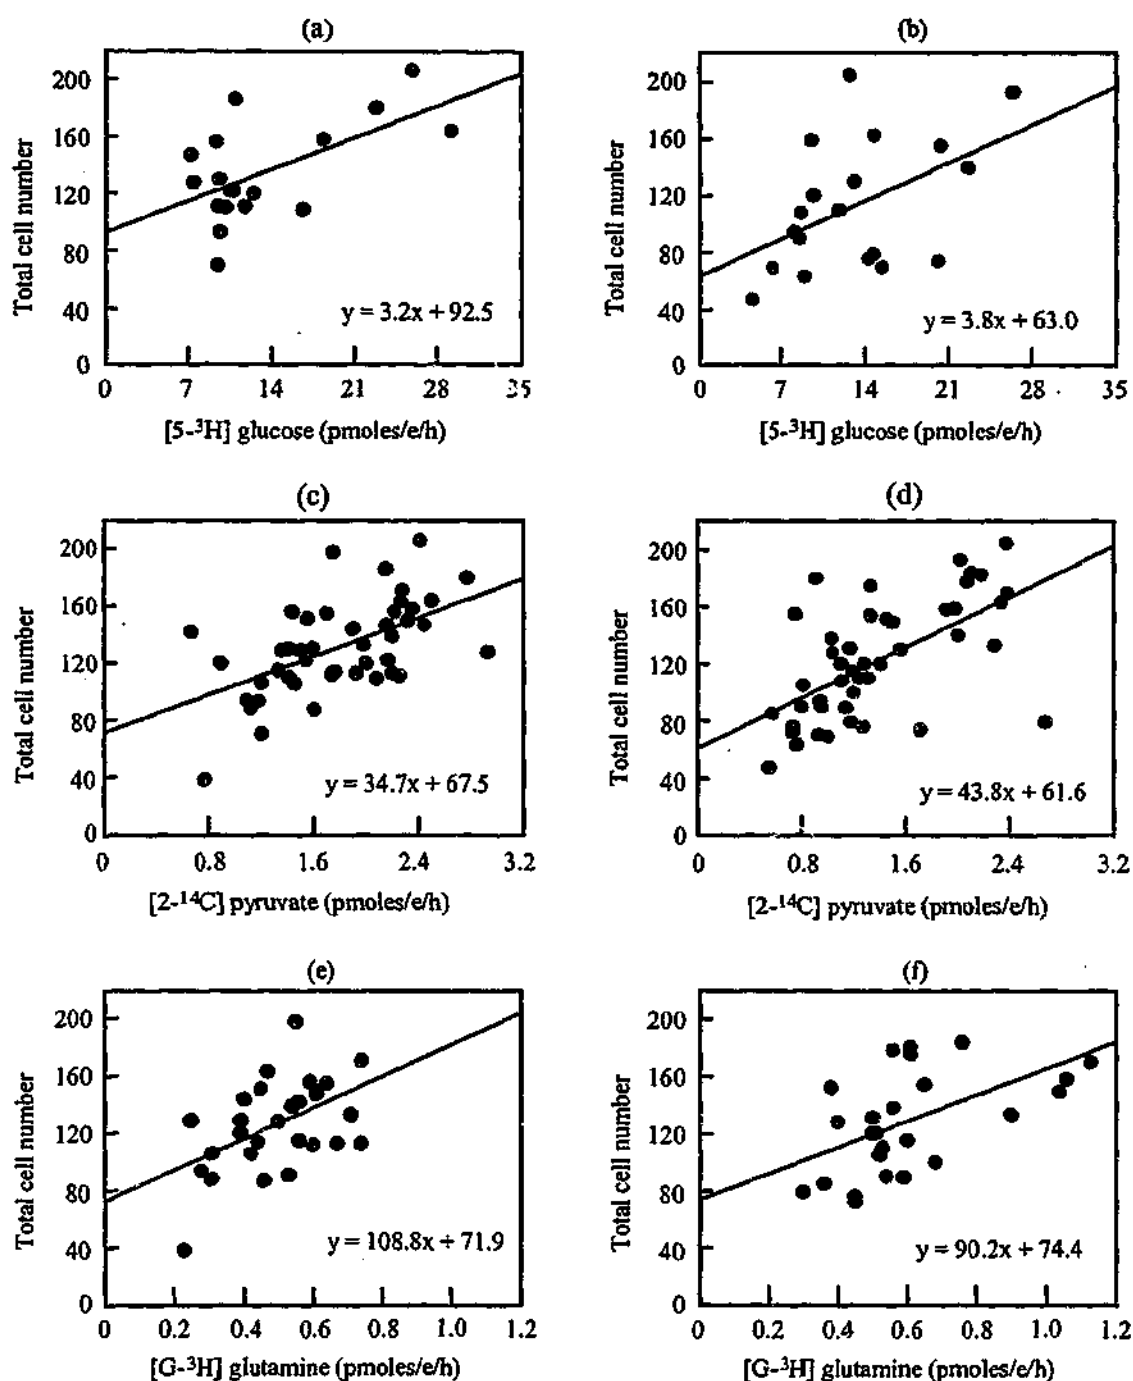 (a)
(b)
Total cell number
200
160
120
80
40
0
y = 3.2x + 92.5
0 7 14 21 28 35
[5-³H] glucose (pmoles/e/h)
Total cell number
200
160
120
80
40
0
y = 3.8x + 63.0
0 7 14 21 28 35
[5-³H] glucose (pmoles/e/h)
(c)
(d)
Total cell number
200
160
120
80
40
0
y = 34.7x + 67.5
0 0.8 1.6 2.4 3.2
[2-¹⁴C] pyruvate (pmoles/e/h)
Total cell number
200
160
120
80
40
0
y = 43.8x + 61.6
0 0.8 1.6 2.4 3.2
[2-¹⁴C] pyruvate (pmoles/e/h)
(e)
(f)
Total cell number
200
160
120
80
40
0
y = 108.8x + 71.9
0 0.2 0.4 0.6 0.8 1.0 1.2
[G-³H] glutamine (pmoles/e/h)
Total cell number
200
160
120
80
40
0
y = 90.2x + 74.4
0 0.2 0.4 0.6 0.8 1.0 1.2
[G-³H] glutamine (pmoles/e/h)